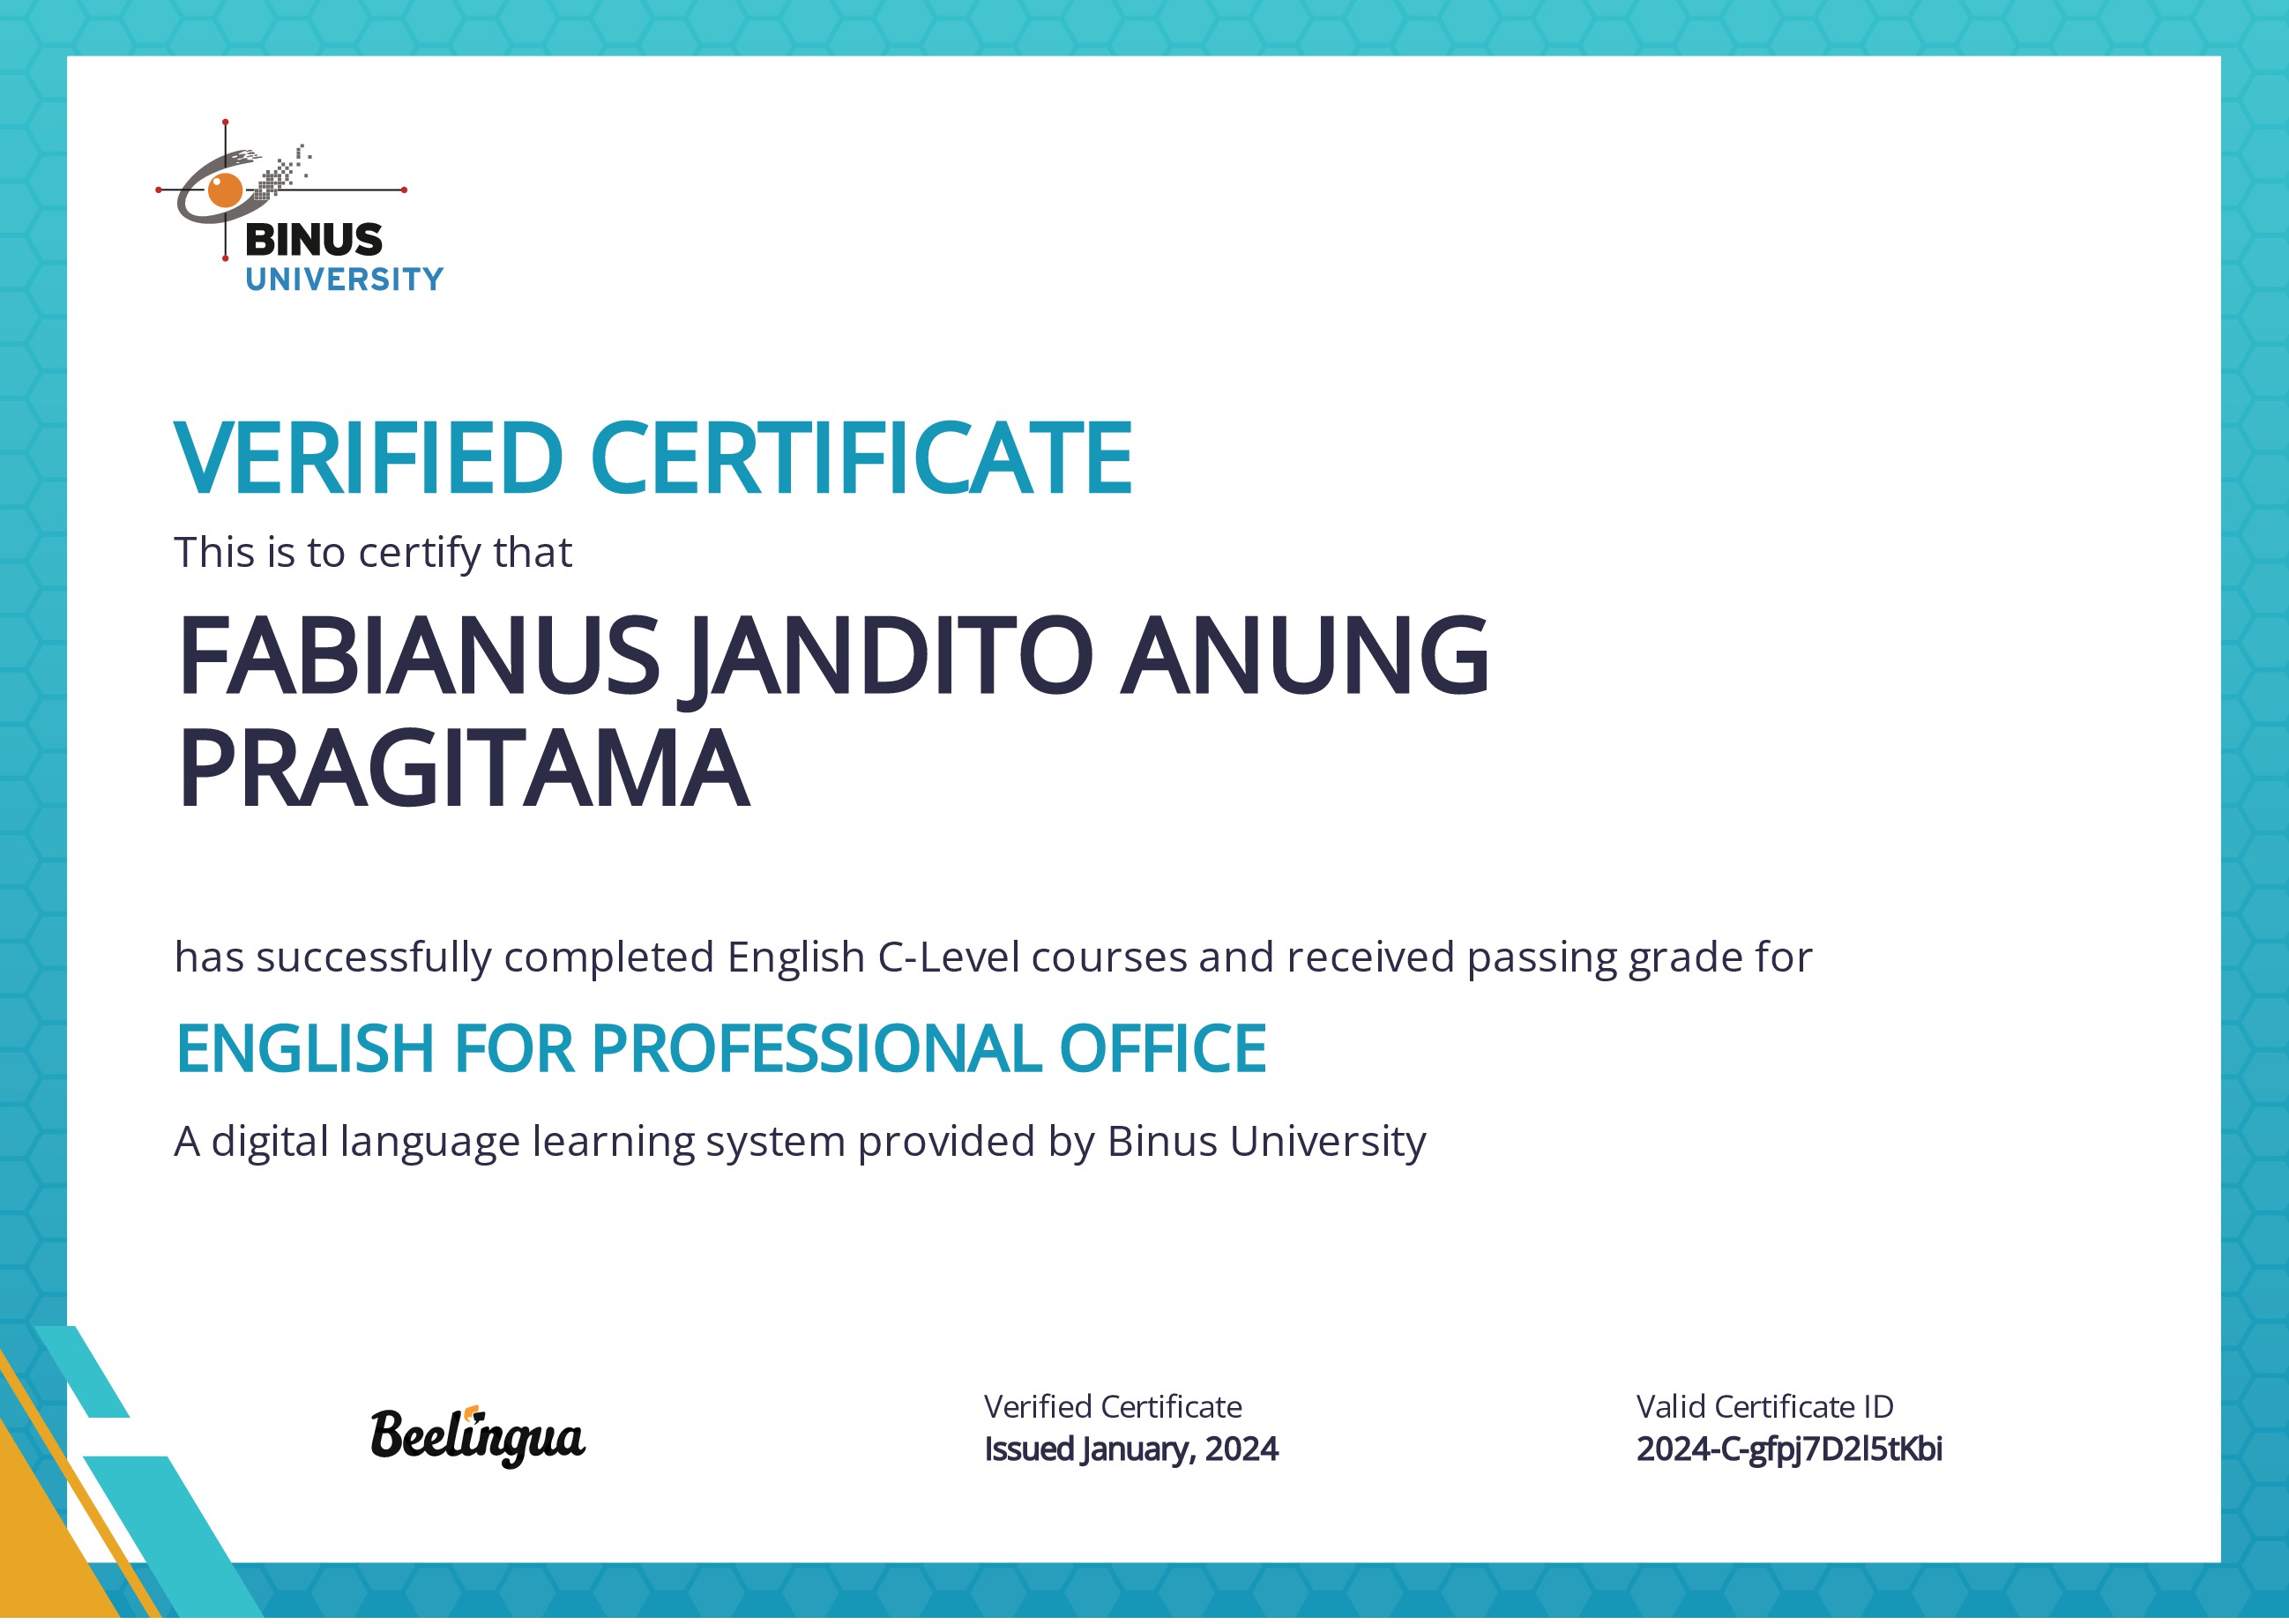 BINUS
UNIVERSITY
VERIFIED CERTIFICATE
This is to certify that
FABIANUS JANDITO ANUNG
PRAGITAMA
has successfully completed English C-Level courses and received passing grade for
ENGLISH FOR PROFESSIONAL OFFICE
A digital language learning system provided by Binus University
Beelingua
Verified Certificate
Issued January, 2024
Valid Certificate ID
2024-C-gfpj7D2l5tKbi